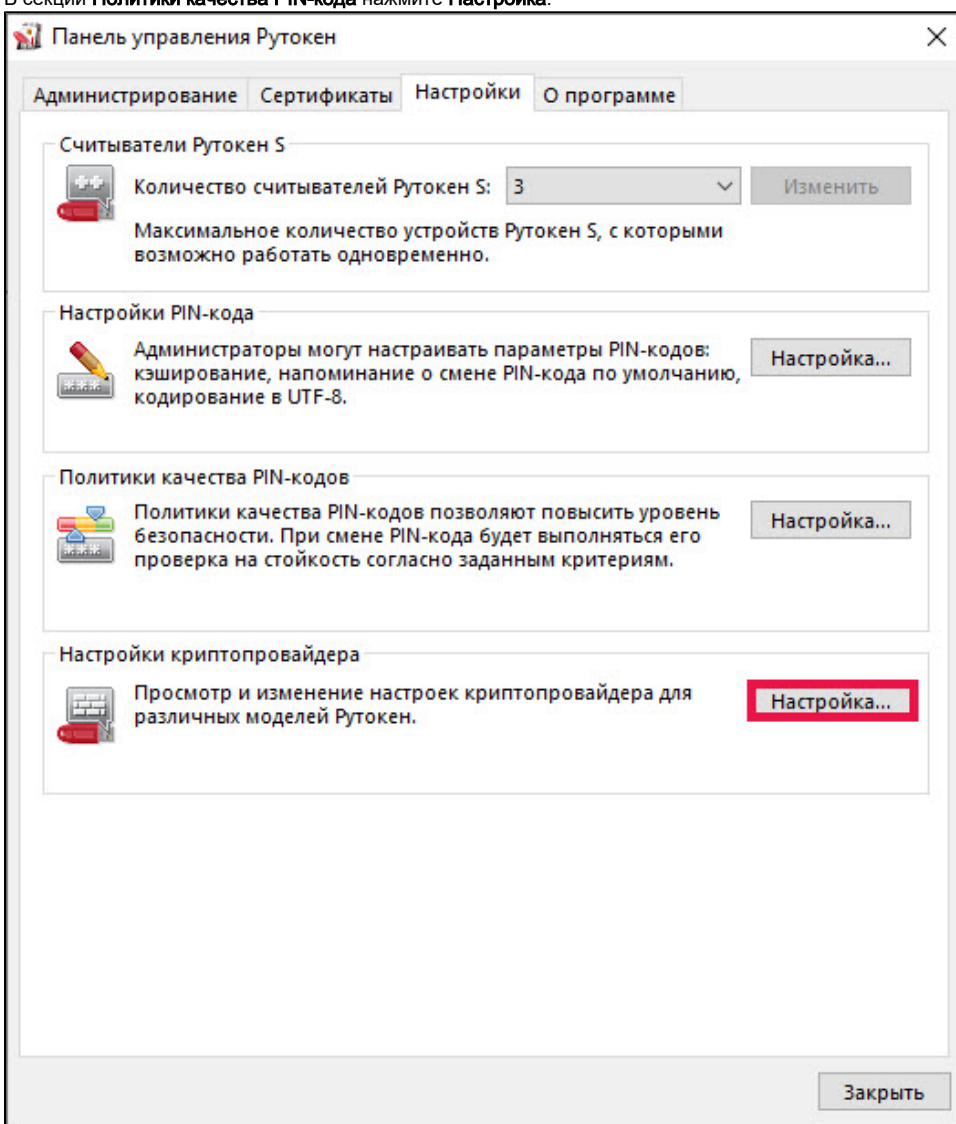 В секции Политики качества PIN-кода нажмите Настройка.
Панель управления Рутокен
Администрирование Сертификаты Настройки О программе
Считыватели Рутокен S
Количество считывателей Рутокен S: 3 Изменить
Максимальное количество устройств Рутокен S, с которыми
возможно работать одновременно.
Настройки PIN-кода
Администраторы могут настраивать параметры PIN-кодов:
кэширование, напоминание о смене PIN-кода по умолчанию,
кодирование в UTF-8.
Настройка...
Политики качества PIN-кодов
Политики качества PIN-кодов позволяют повысить уровень
безопасности. При смене PIN-кода будет выполняться его
проверка на стойкость согласно заданным критериям.
Настройка...
Настройки криптопровайдера
Просмотр и изменение настроек криптопровайдера для
различных моделей Рутокен.
Настройка...
Закрыть